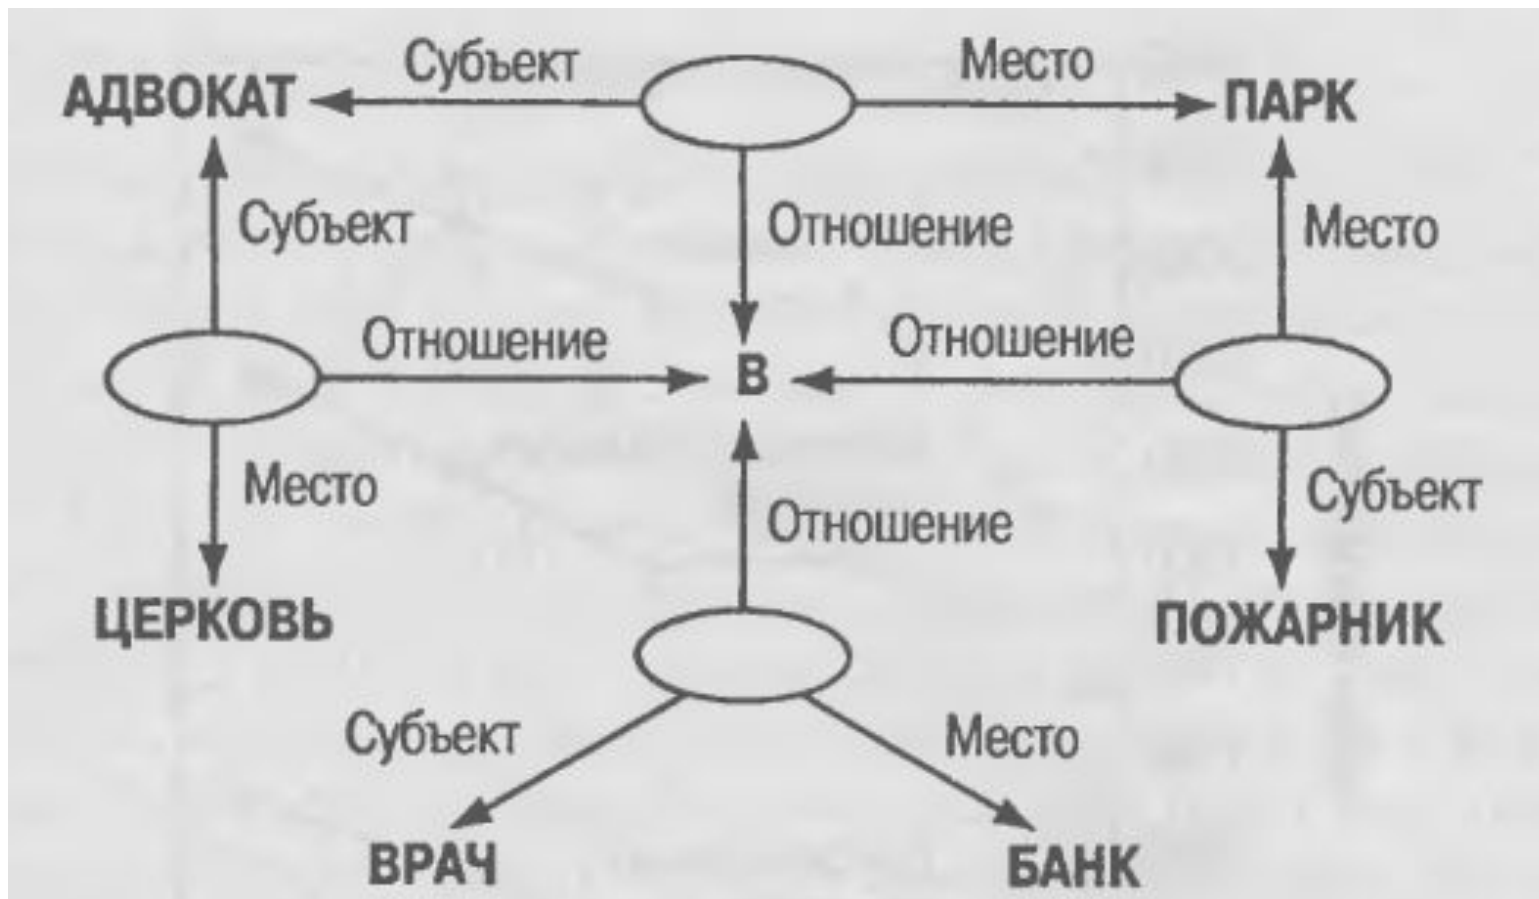 Субъект Место
АДВОКАТ ПАРК
Субъект Отношение Место
Отношение Отношение
В
Место Отношение Субъект
ЦЕРКОВЬ ПОЖАРНИК
Субъект Место
ВРАЧ БАНК